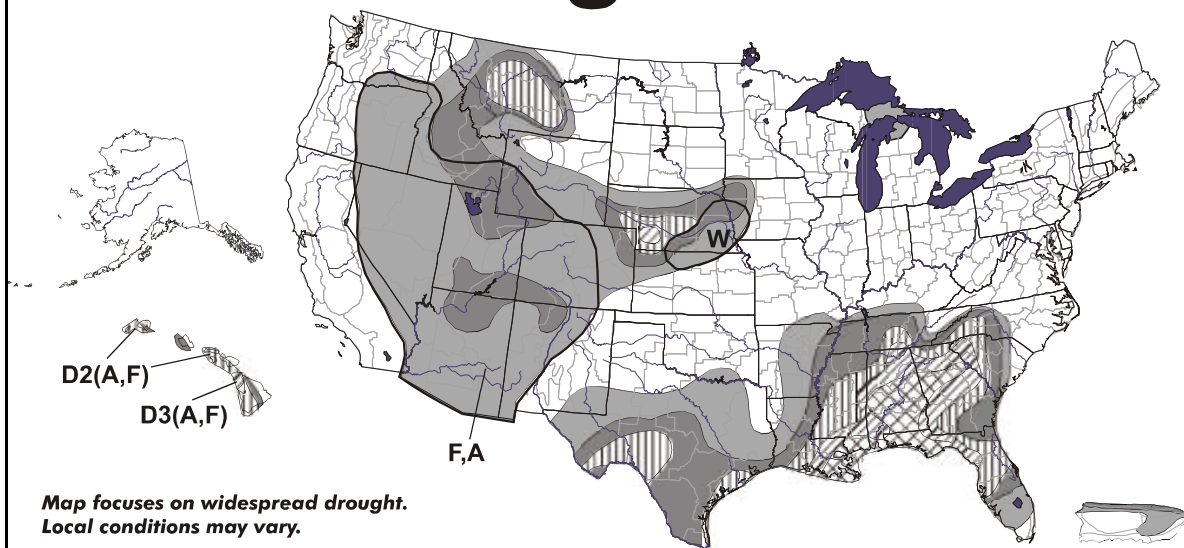 W
D2(A,F)
D3(A,F)
F,A
Map focuses on widespread drought.
Local conditions may vary.